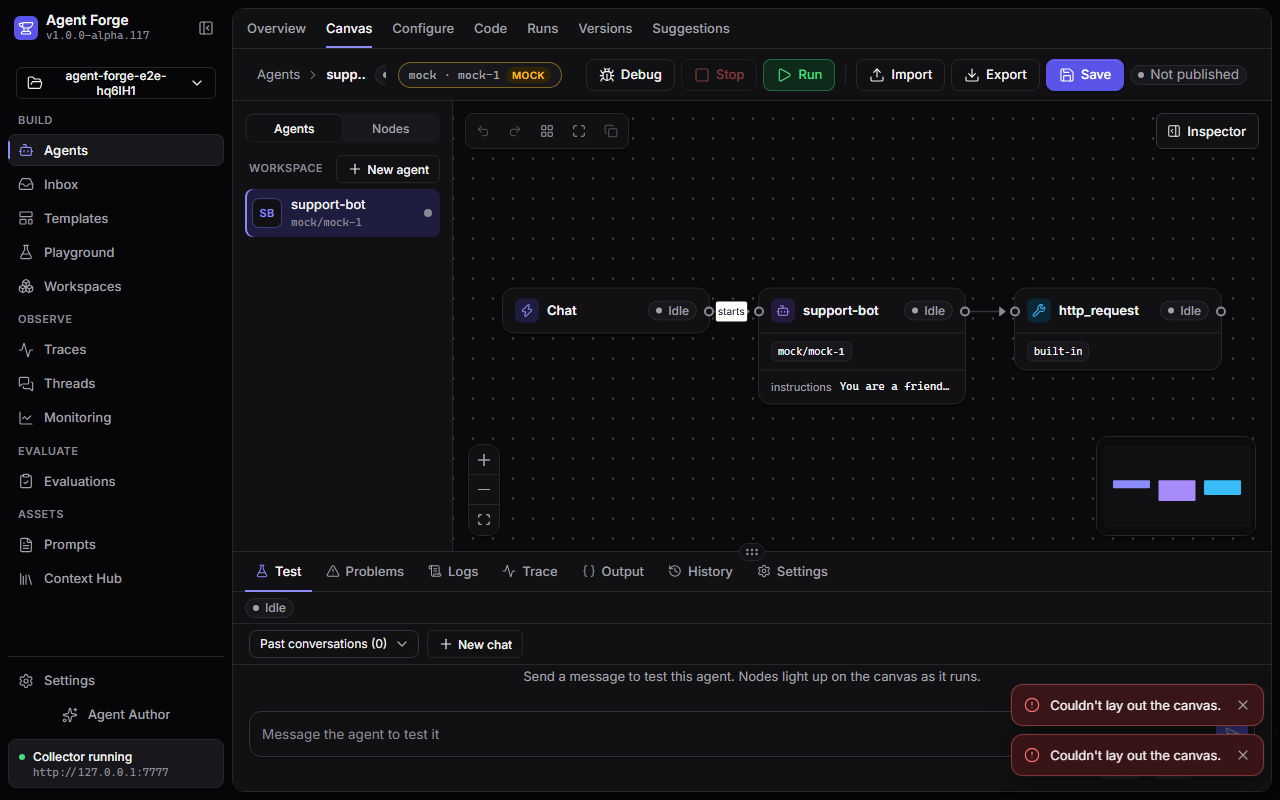 Agent Forge
v1.0.0-alpha.117
agent-forge-e2e-
hq6lH1
BUILD
Agents
Inbox
Templates
Playground
Workspaces
OBSERVE
Traces
Threads
Monitoring
EVALUATE
Evaluations
ASSETS
Prompts
Context Hub
Settings
Agent Author
Collector running
http://127.0.0.1:7777
Overview
Canvas
Configure
Code
Runs
Versions
Suggestions
Agents
supp..
mock · mock-1 MOCK
Debug
Stop
Run
Import
Export
Save
Not published
Agents
Nodes
WORKSPACE
New agent
SB
support-bot
mock/mock-1
Inspector
Chat
Idle
starts
support-bot
Idle
mock/mock-1
instructions You are a friend…
http_request
Idle
built-in
Test
Problems
Logs
Trace
Output
History
Settings
Idle
Past conversations (0)
New chat
Send a message to test this agent. Nodes light up on the canvas as it runs.
Message the agent to test it
Couldn't lay out the canvas.
Couldn't lay out the canvas.